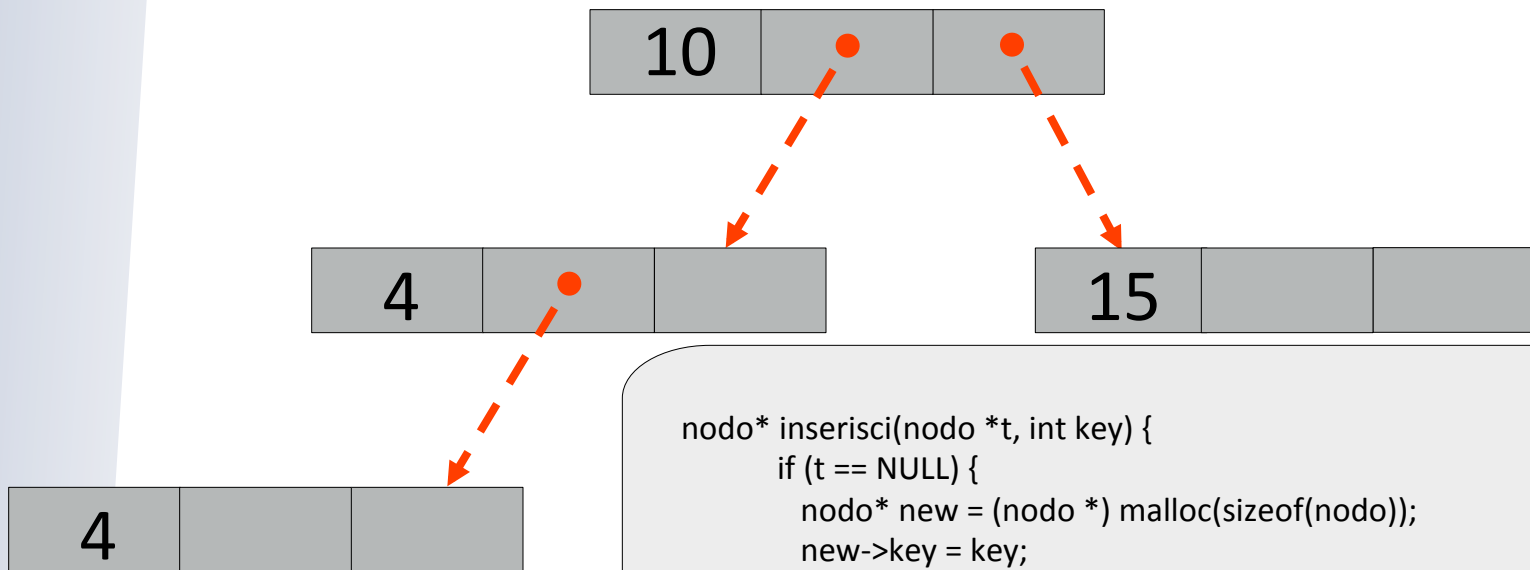 10
4
15
nodo* inserisci(nodo *t, int key) {
if (t == NULL) {
nodo* new = (nodo *) malloc(sizeof(nodo));
4
new->key = key;